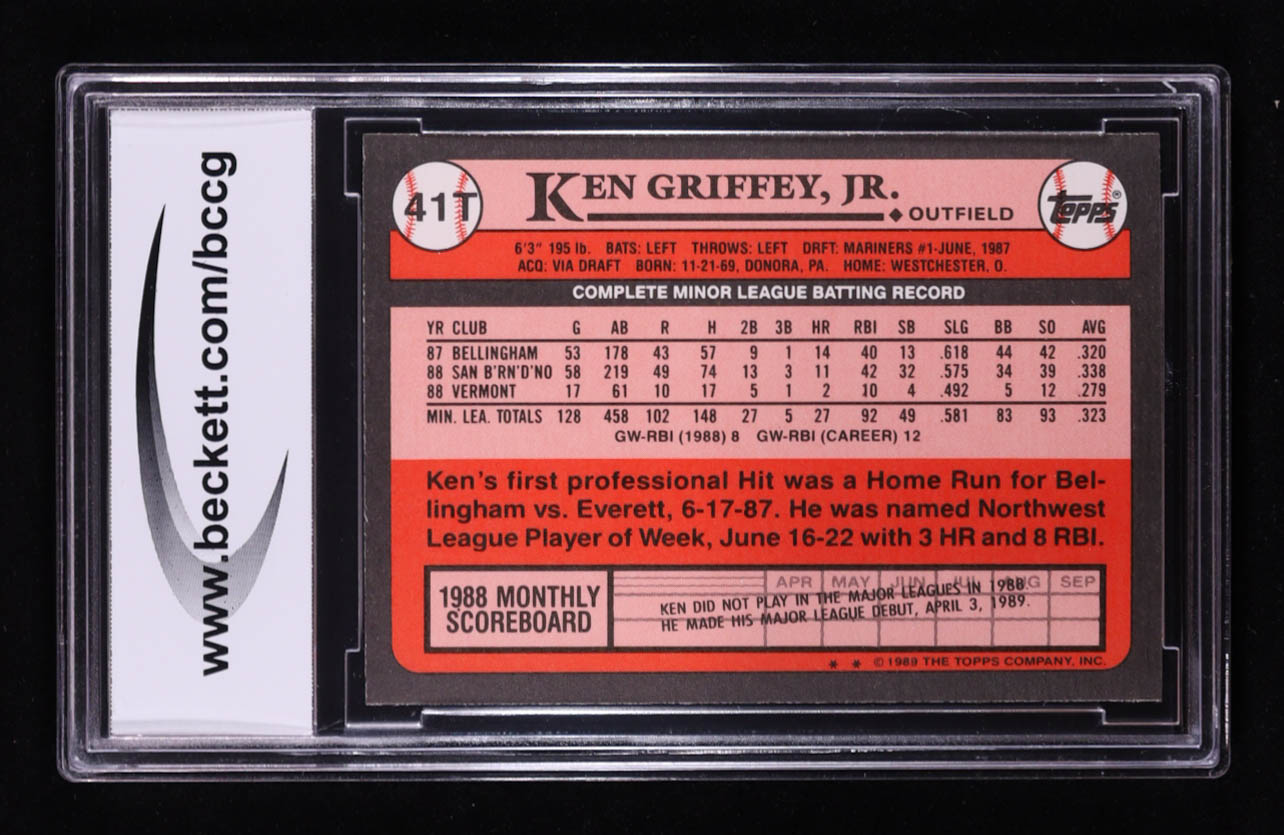 www.beckett.com/bccg
41T
KEN GRIFFEY, JR.
OUTFIELD
TOPPS®
6'3" 195 lb. BATS: LEFT THROWS: LEFT DRFT: MARINERS #1-JUNE, 1987
ACQ: VIA DRAFT BORN: 11-21-69, DONORA, PA. HOME: WESTCHESTER, O.
COMPLETE MINOR LEAGUE BATTING RECORD
YR CLUB G AB R H 2B 3B HR RBI SB SLG BB SO AVG
87 BELLINGHAM 53 178 43 57 9 1 14 40 13 .618 44 42 .320
88 SAN B'RN'D'NO 58 219 49 74 13 3 11 42 32 .575 34 39 .338
88 VERMONT 17 61 10 17 5 1 2 10 4 .492 5 12 .279
MIN. LEA. TOTALS 128 458 102 148 27 5 27 92 49 .581 83 93 .323
GW-RBI (1988) 8 GW-RBI (CAREER) 12
Ken's first professional Hit was a Home Run for Bel-
lingham vs. Everett, 6-17-87. He was named Northwest
League Player of Week, June 16-22 with 3 HR and 8 RBI.
1988 MONTHLY
SCOREBOARD
APR MAY JUN JUL AUG SEP
KEN DID NOT PLAY IN THE MAJOR LEAGUES IN 1988.
HE MADE HIS MAJOR LEAGUE DEBUT, APRIL 3, 1989.
* * © 1989 THE TOPPS COMPANY, INC.